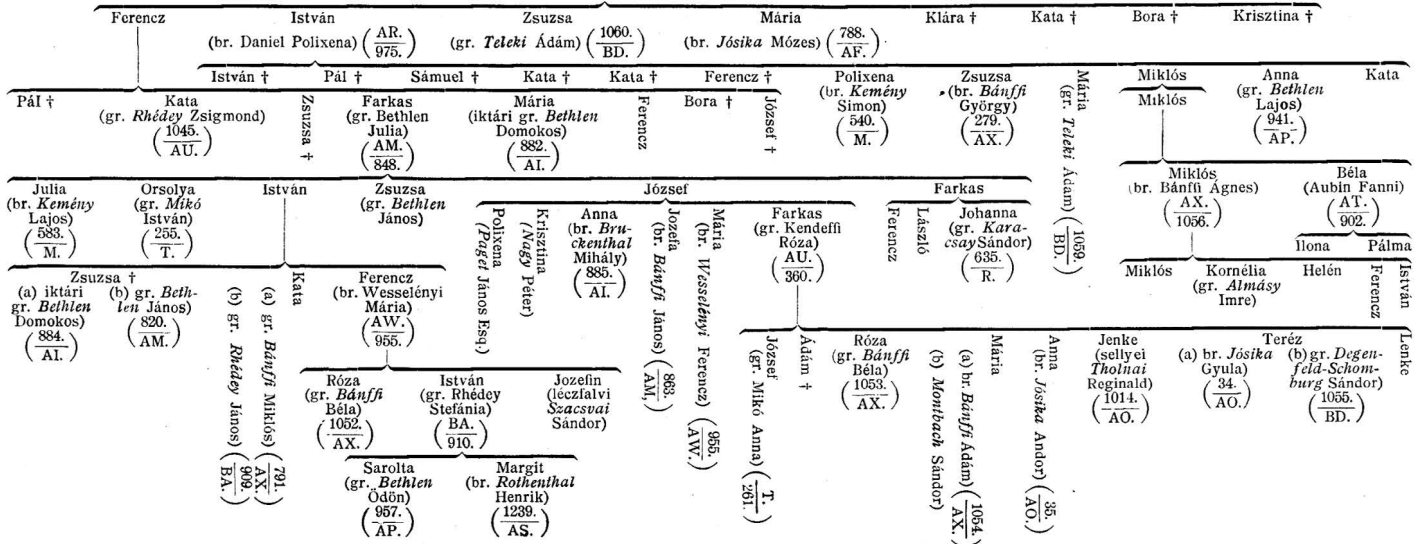 Ferencz
István
(br. Daniel Polixena) (AR. 975.)
Zsuzsa
(gr. Teleki Ádám) (1060. BD.)
Mária
(br. Jósika Mózes) (788. AF.)
Klára †
Kata †
Bora †
Krisztina †
István †
Pál †
Sámuel †
Kata †
Kata †
Ferencz †
Polixena
(br. Kemény
Simon)
(540. M.)
Zsuzsa
(br. Bánffi
György)
(279. AX.)
Mária
(gr. Teleki Ádám) (1059. BD.)
Miklós
Anna
(gr. Bethlen
Lajos)
(941. AP.)
Kata
Pál †
Kata
(gr. Rhédey Zsigmond)
(1045. AU.)
Zsuzsa †
Farkas
(gr. Bethlen
Julia)
(AM. 848.)
Mária
(iktári gr. Bethlen
Domokos)
(882. AI.)
Ferencz
Bora †
József †
Miklós
Miklós
(br. Bánffi Ágnes)
(AX. 1056.)
Béla
(Aubin Fanni)
(AT. 902.)
Julia
(br. Kemény
Lajos)
(583. M.)
Orsolya
(gr. Mikó
István)
(255. T.)
István
Zsuzsa
(gr. Bethlen
János)
József
Farkas
Polixena
(Paget János Esq.)
Krisztina
(Nagy Péter)
Anna
(br. Bruckenthal
Mihály)
(885. AI.)
Jozefa
(br. Bánffi János) (863. AM.)
Mária
(br. Wesselényi Ferencz) (955. AW.)
Farkas
(gr. Kendeffi
Róza)
(AU. 360.)
Ferencz
László
Johanna
(gr. Karacsay Sándor)
(635. R.)
Ilona
Pálma
Miklós
Kornélia
(gr. Almásy
Imre)
Helén
Ferencz
István
Zsuzsa †
(a) iktári
gr. Bethlen
Domokos)
(884. AI.)
(b) gr. Beth-
len János)
(820. AM.)
Kata
(a) gr. Bánffi Miklós) (791. AX.)
(b) gr. Rhédey János) (909. BA.)
Ferencz
(br. Wesselényi
Mária)
(AW. 955.)
József
(gr. Mikó Anna) (T. 261.)
Ádám †
Róza
(gr. Bánffi
Béla)
(1053. AX.)
Mária
(a) br. Bánffi Ádám) (1054. AX.)
(b) Montbach Sándor)
Anna
(br. Jósika Andor) (35. AO.)
Jenke
(sellyei
Tholnai
Reginald)
(1014. AO.)
Teréz
(a) br. Jósika
Gyula)
(34. AO.)
(b) gr. Degen-
feld-Schom-
burg Sándor)
(1055. BD.)
Lenke
Róza
(gr. Bánffi
Béla)
(1052. AX.)
István
(gr. Rhédey
Stefánia)
(BA. 910.)
Jozefin
(léczfalvi
Szacsvai
Sándor)
Sarolta
(gr. Bethlen
Ödön)
(957. AP.)
Margit
(br. Rothenthal
Henrik)
(1239. AS.)